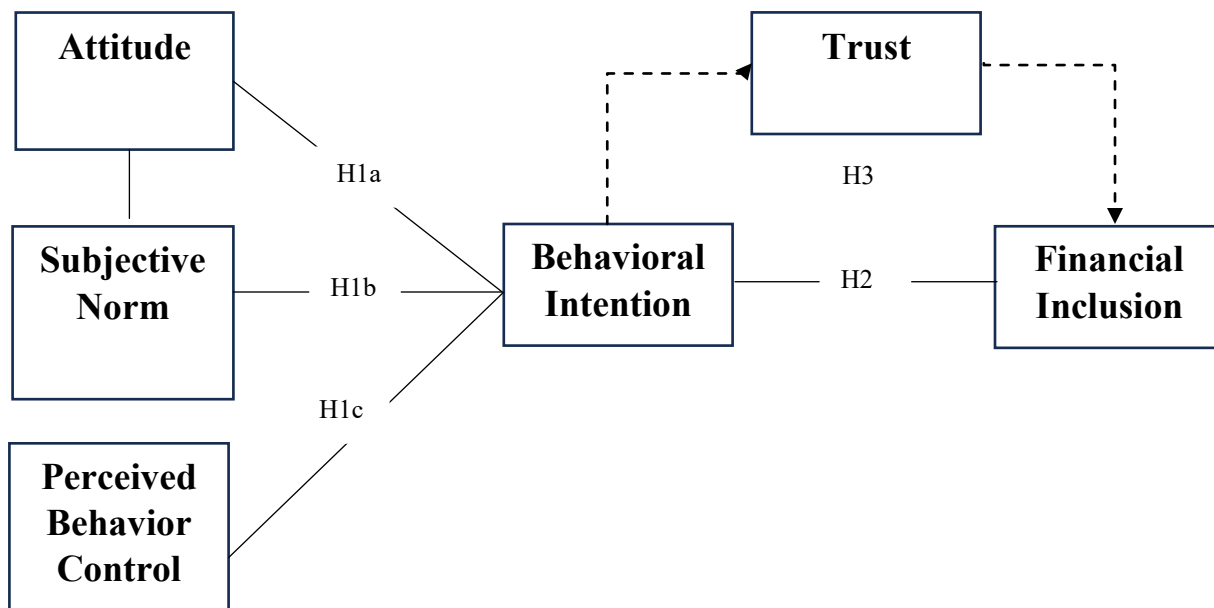 Attitude
Trust
H1a
H3
Subjective
Norm
H1b
Behavioral
Intention
H2
Financial
Inclusion
H1c
Perceived
Behavior
Control